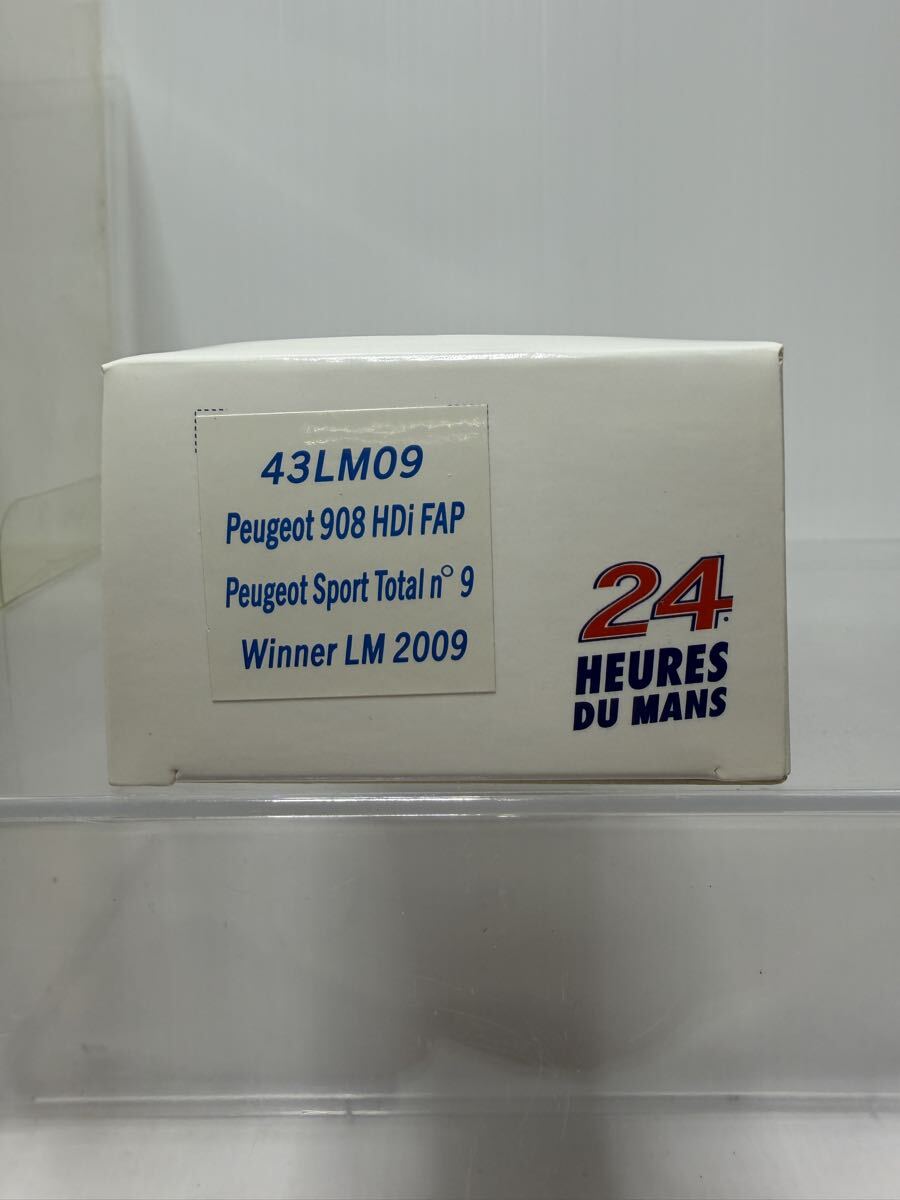 43LM09
Peugeot 908 HDi FAP
Peugeot Sport Total n° 9
Winner LM 2009
24
HEURES
DU MANS